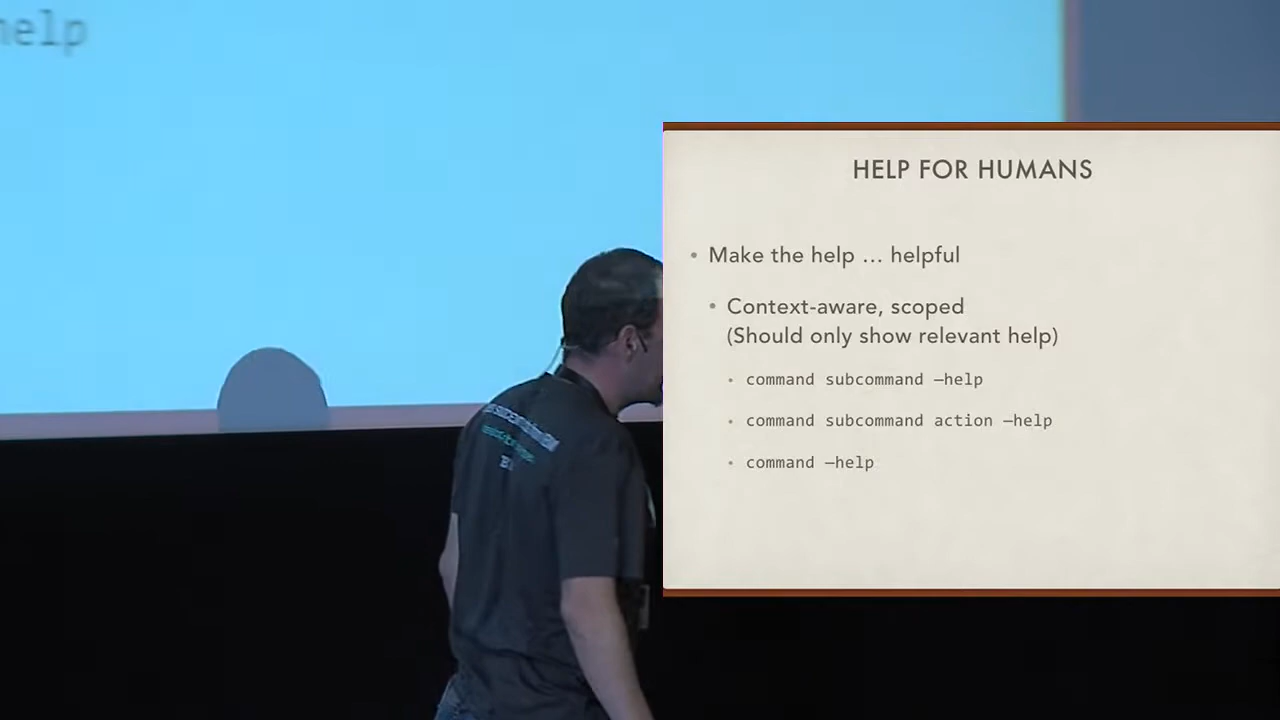 help
HELP FOR HUMANS
• Make the help … helpful
• Context-aware, scoped
(Should only show relevant help)
• command subcommand –help
• command subcommand action –help
• command –help